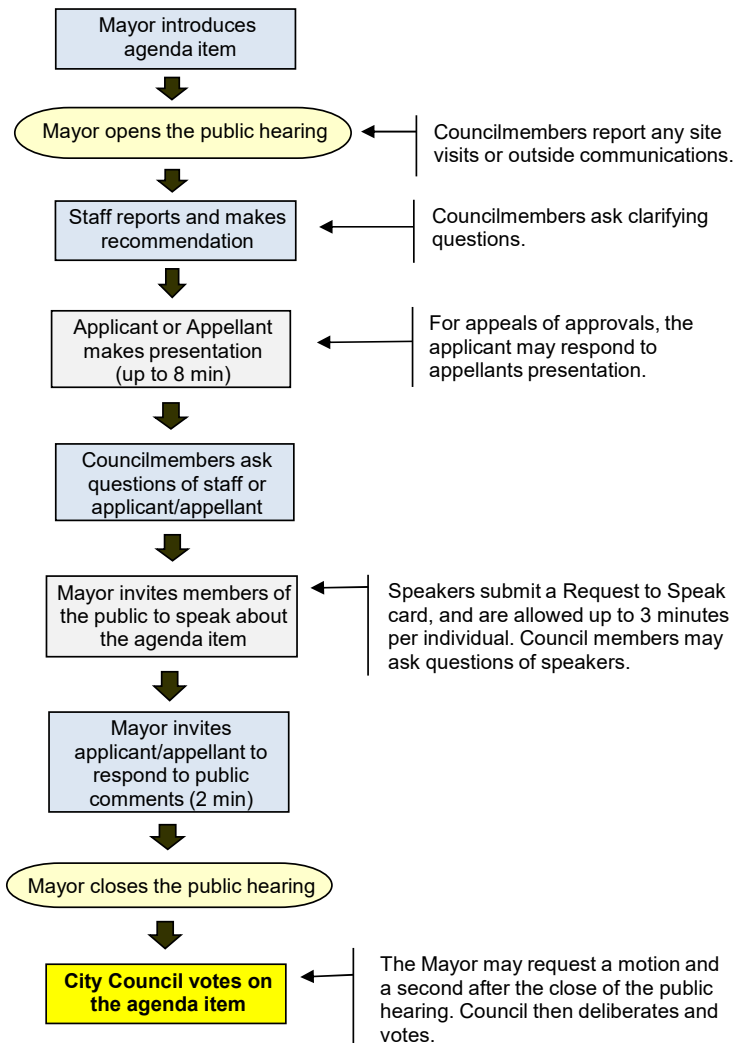 Mayor introduces
agenda item
Mayor opens the public hearing
Councilmembers report any site
visits or outside communications.
Staff reports and makes
recommendation
Councilmembers ask clarifying
questions.
Applicant or Appellant
makes presentation
(up to 8 min)
For appeals of approvals, the
applicant may respond to
appellants presentation.
Councilmembers ask
questions of staff or
applicant/appellant
Mayor invites members of
the public to speak about
the agenda item
Speakers submit a Request to Speak
card, and are allowed up to 3 minutes
per individual. Council members may
ask questions of speakers.
Mayor invites
applicant/appellant to
respond to public
comments (2 min)
Mayor closes the public hearing
City Council votes on
the agenda item
The Mayor may request a motion and
a second after the close of the public
hearing. Council then deliberates and
votes.